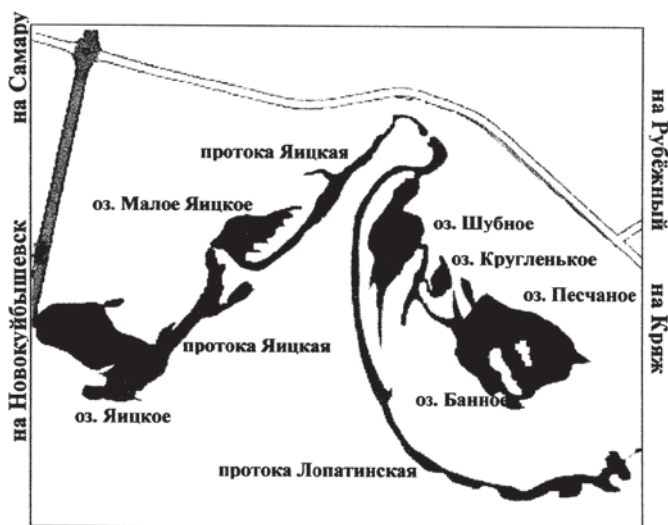 на Самару
на Новокуйбышевск
протока Яицкая
оз. Малое Яицкое
протока Яицкая
оз. Яицкое
оз. Шубное
оз. Кругленькое
оз. Песчаное
оз. Банное
протока Лопатинская
на Рубёжный
на Кряж